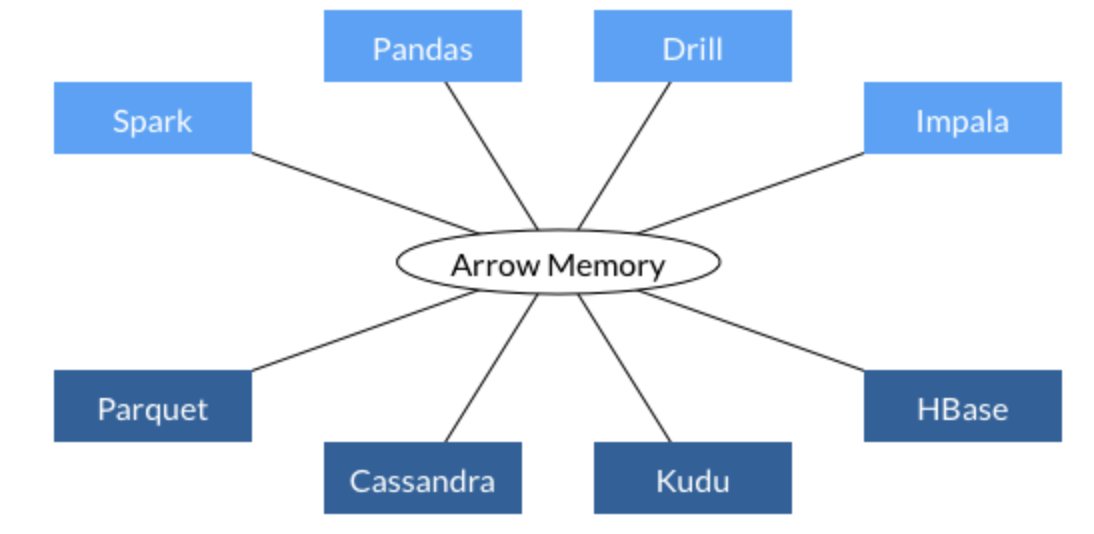 Pandas
Drill
Spark
Impala
Arrow Memory
Parquet
HBase
Cassandra
Kudu